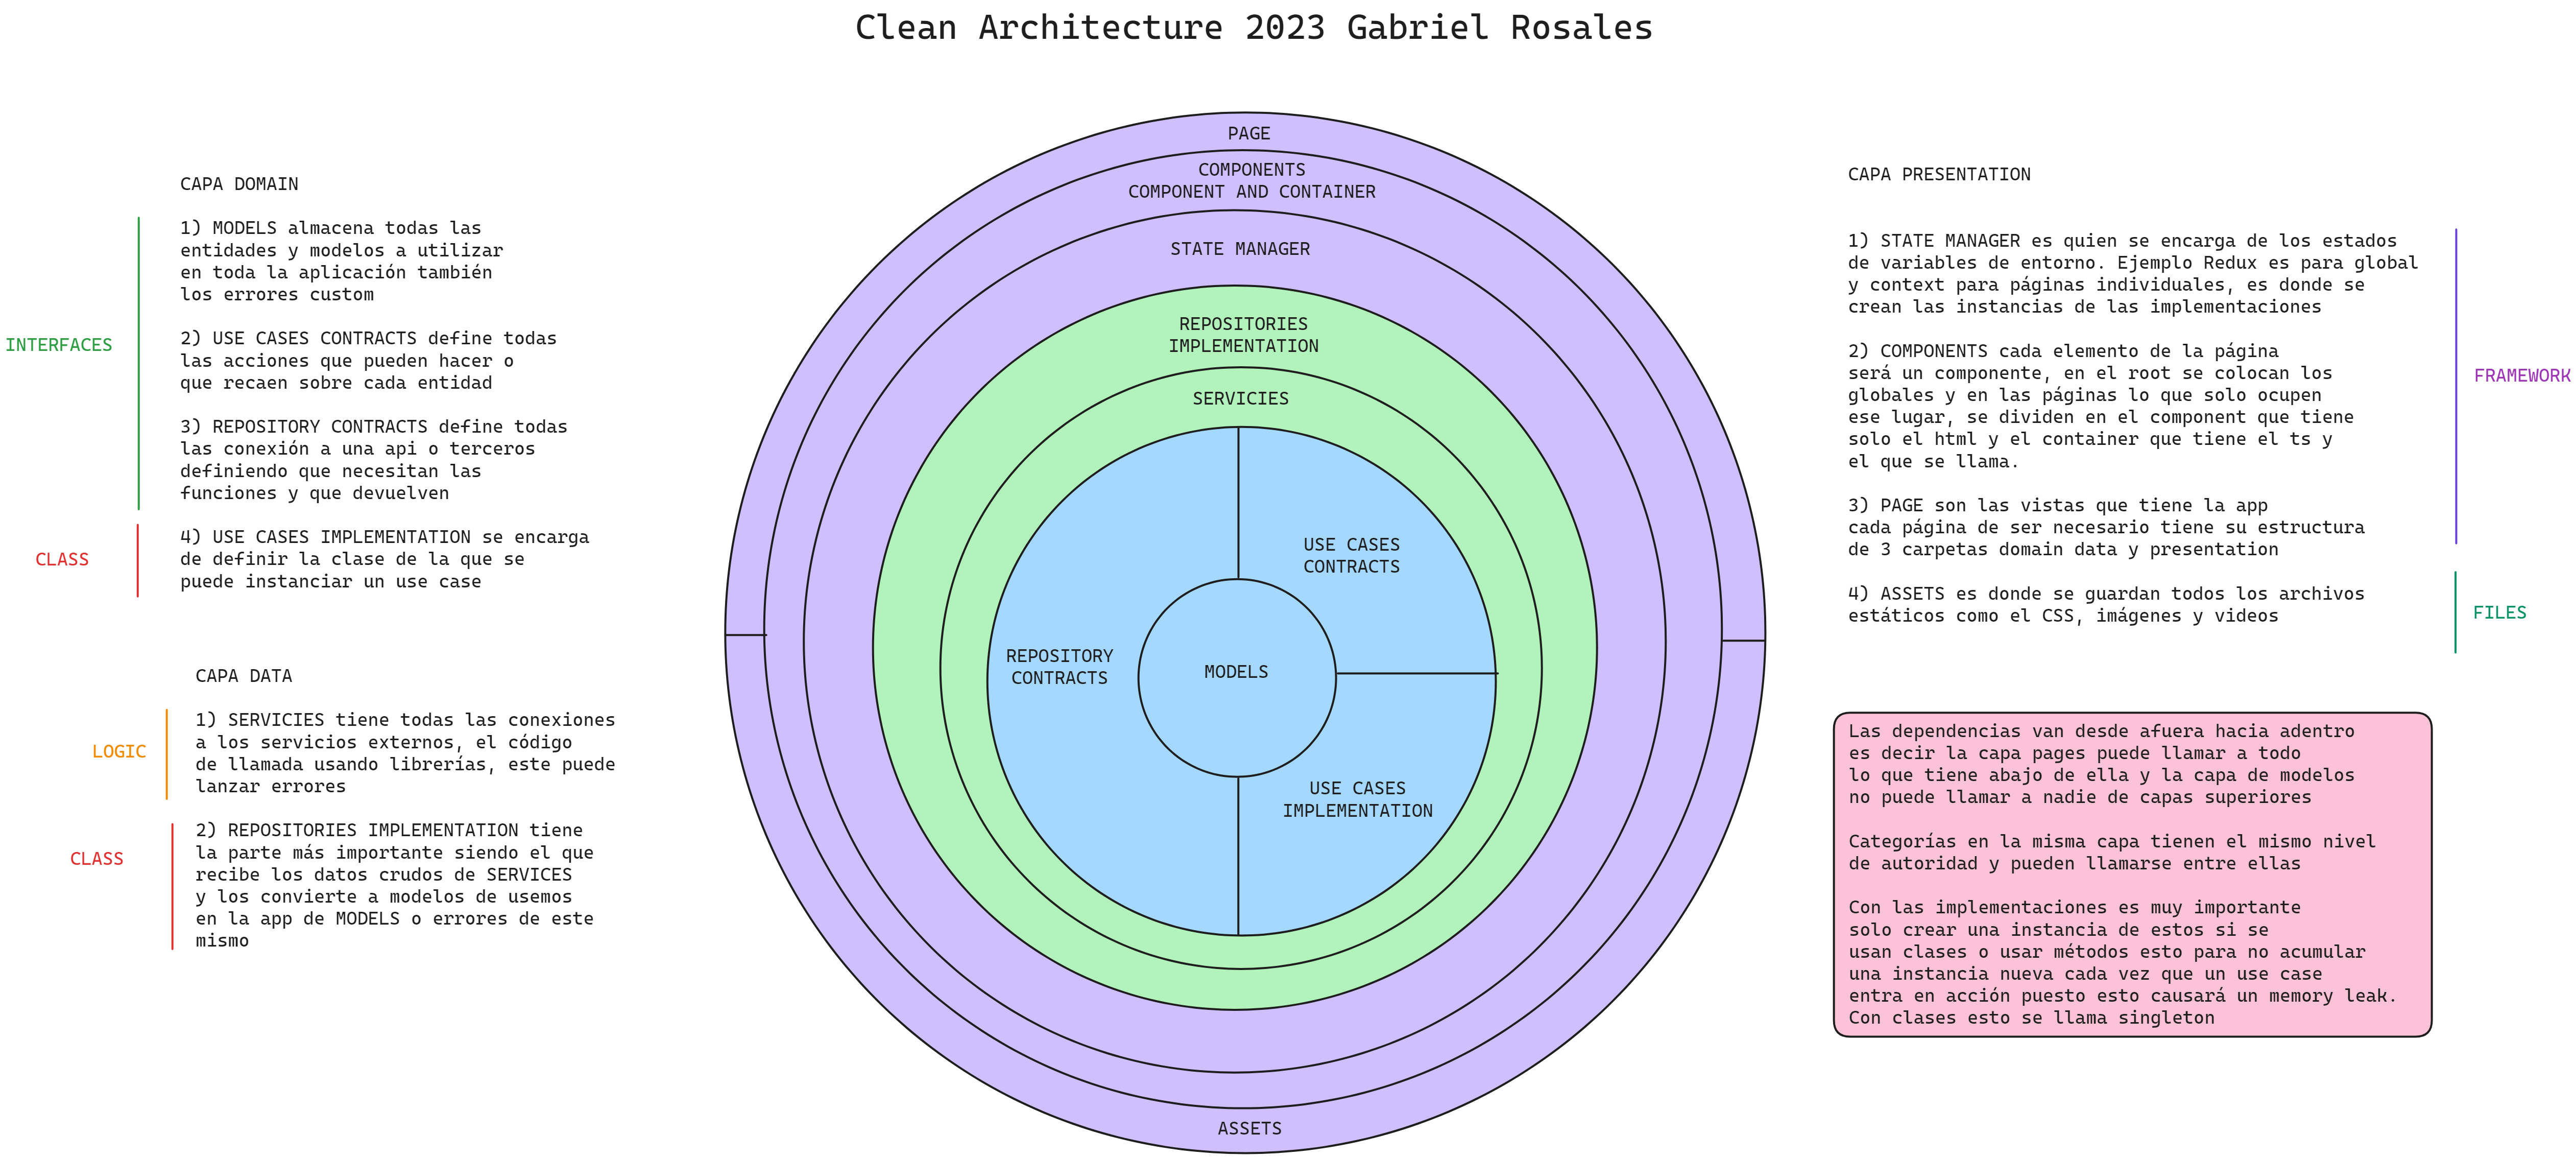 Clean Architecture 2023 Gabriel Rosales
CAPA DOMAIN
1) MODELS almacena todas las
entidades y modelos a utilizar
en toda la aplicación también
los errores custom
2) USE CASES CONTRACTS define todas
las acciones que pueden hacer o
que recaen sobre cada entidad
3) REPOSITORY CONTRACTS define todas
las conexión a una api o terceros
definiendo que necesitan las
funciones y que devuelven
INTERFACES
4) USE CASES IMPLEMENTATION se encarga
de definir la clase de la que se
puede instanciar un use case
CLASS
CAPA DATA
1) SERVICIES tiene todas las conexiones
a los servicios externos, el código
de llamada usando librerías, este puede
lanzar errores
LOGIC
2) REPOSITORIES IMPLEMENTATION tiene
la parte más importante siendo el que
recibe los datos crudos de SERVICES
y los convierte a modelos de usemos
en la app de MODELS o errores de este
mismo
CLASS
PAGE
COMPONENTS
COMPONENT AND CONTAINER
STATE MANAGER
REPOSITORIES
IMPLEMENTATION
SERVICIES
USE CASES
CONTRACTS
REPOSITORY
CONTRACTS
MODELS
USE CASES
IMPLEMENTATION
ASSETS
CAPA PRESENTATION
1) STATE MANAGER es quien se encarga de los estados
de variables de entorno. Ejemplo Redux es para global
y context para páginas individuales, es donde se
crean las instancias de las implementaciones
2) COMPONENTS cada elemento de la página
será un componente, en el root se colocan los
globales y en las páginas lo que solo ocupen
ese lugar, se dividen en el component que tiene
solo el html y el container que tiene el ts y
el que se llama.
3) PAGE son las vistas que tiene la app
cada página de ser necesario tiene su estructura
de 3 carpetas domain data y presentation
FRAMEWORK
4) ASSETS es donde se guardan todos los archivos
estáticos como el CSS, imágenes y videos
FILES
Las dependencias van desde afuera hacia adentro
es decir la capa pages puede llamar a todo
lo que tiene abajo de ella y la capa de modelos
no puede llamar a nadie de capas superiores
Categorías en la misma capa tienen el mismo nivel
de autoridad y pueden llamarse entre ellas
Con las implementaciones es muy importante
solo crear una instancia de estos si se
usan clases o usar métodos esto para no acumular
una instancia nueva cada vez que un use case
entra en acción puesto esto causará un memory leak.
Con clases esto se llama singleton